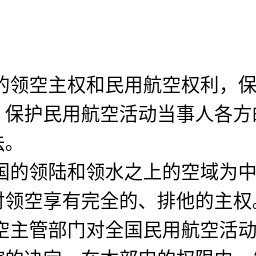 的领空主权和民用航空权利，保
保护民用航空活动当事人各方的
法。
国的领陆和领水之上的空域为中
对领空享有完全的、排他的主权。
空主管部门对全国民用航空活动